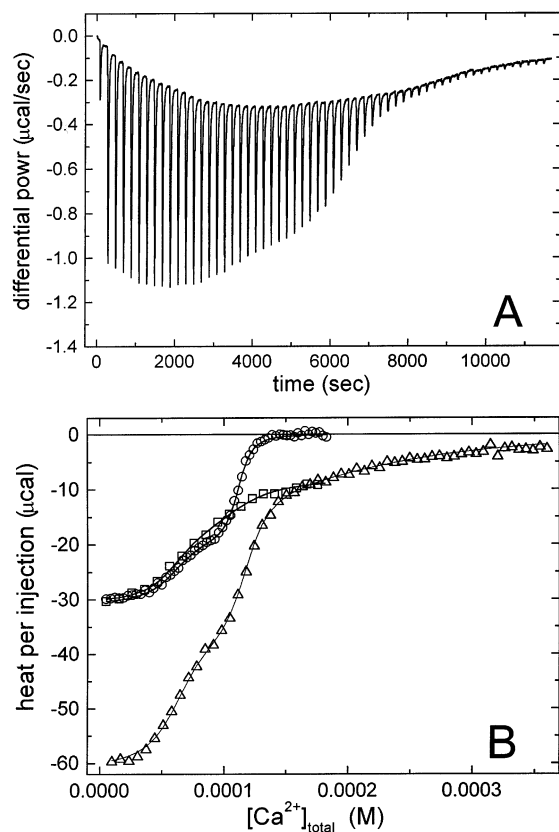 0.0
-0.2
-0.4
-0.6
-0.8
-1.0
-1.2
-1.4
differential powr (μcal/sec)
A
0 2000 4000 6000 8000 10000
time (sec)
0
-10
-20
-30
-40
-50
-60
heat per injection (μcal)
B
0.0000 0.0001 0.0002 0.0003
[Ca²⁺]total (M)